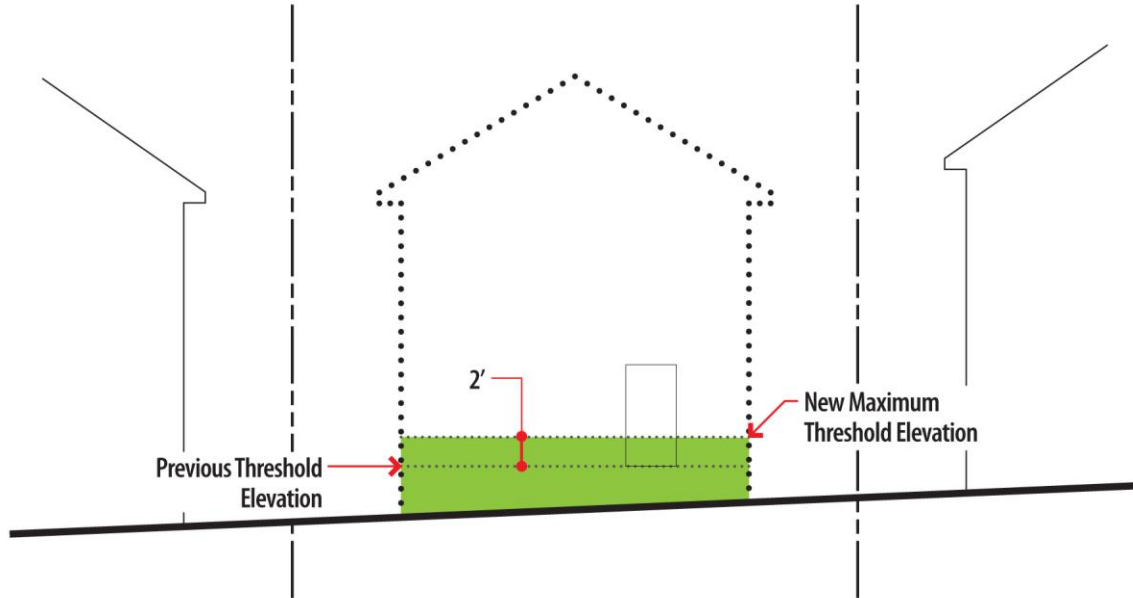 2′
New Maximum
Threshold Elevation
Previous Threshold
Elevation